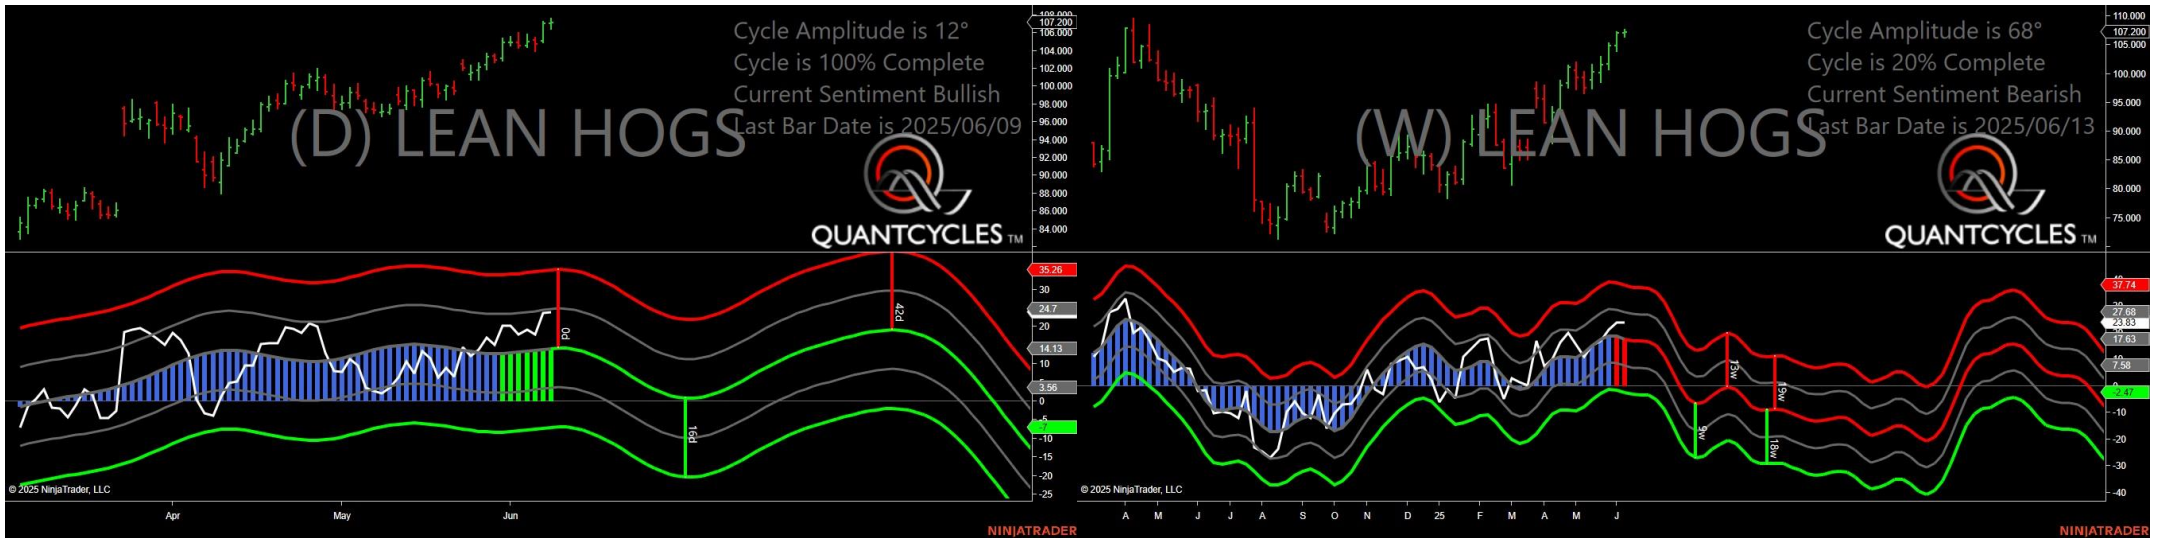 Cycle Amplitude is 12°
Cycle is 100% Complete
Current Sentiment Bullish
Last Bar Date is 2025/06/09
(D) LEAN HOGS
QUANTCYCLES TM
108.000
107.200
106.000
104.000
102.000
100.000
98.000
96.000
94.000
92.000
90.000
88.000
86.000
84.000
35.26
30
24.7
20
14.13
10
3.56
0
-5
-7
-10
-15
-20
-25
0d
16d
42d
© 2025 NinjaTrader, LLC
Apr
May
Jun
NINJATRADER
Cycle Amplitude is 68°
Cycle is 20% Complete
Current Sentiment Bearish
Last Bar Date is 2025/06/13
(W) LEAN HOGS
QUANTCYCLES TM
110.000
107.200
105.000
100.000
95.000
90.000
85.000
80.000
75.000
37.74
27.68
23.83
17.63
7.58
0
-2.47
-10
-20
-30
-40
9w
13w
18w
19w
© 2025 NinjaTrader, LLC
A
M
J
J
A
S
O
N
D
25
F
M
A
M
J
NINJATRADER